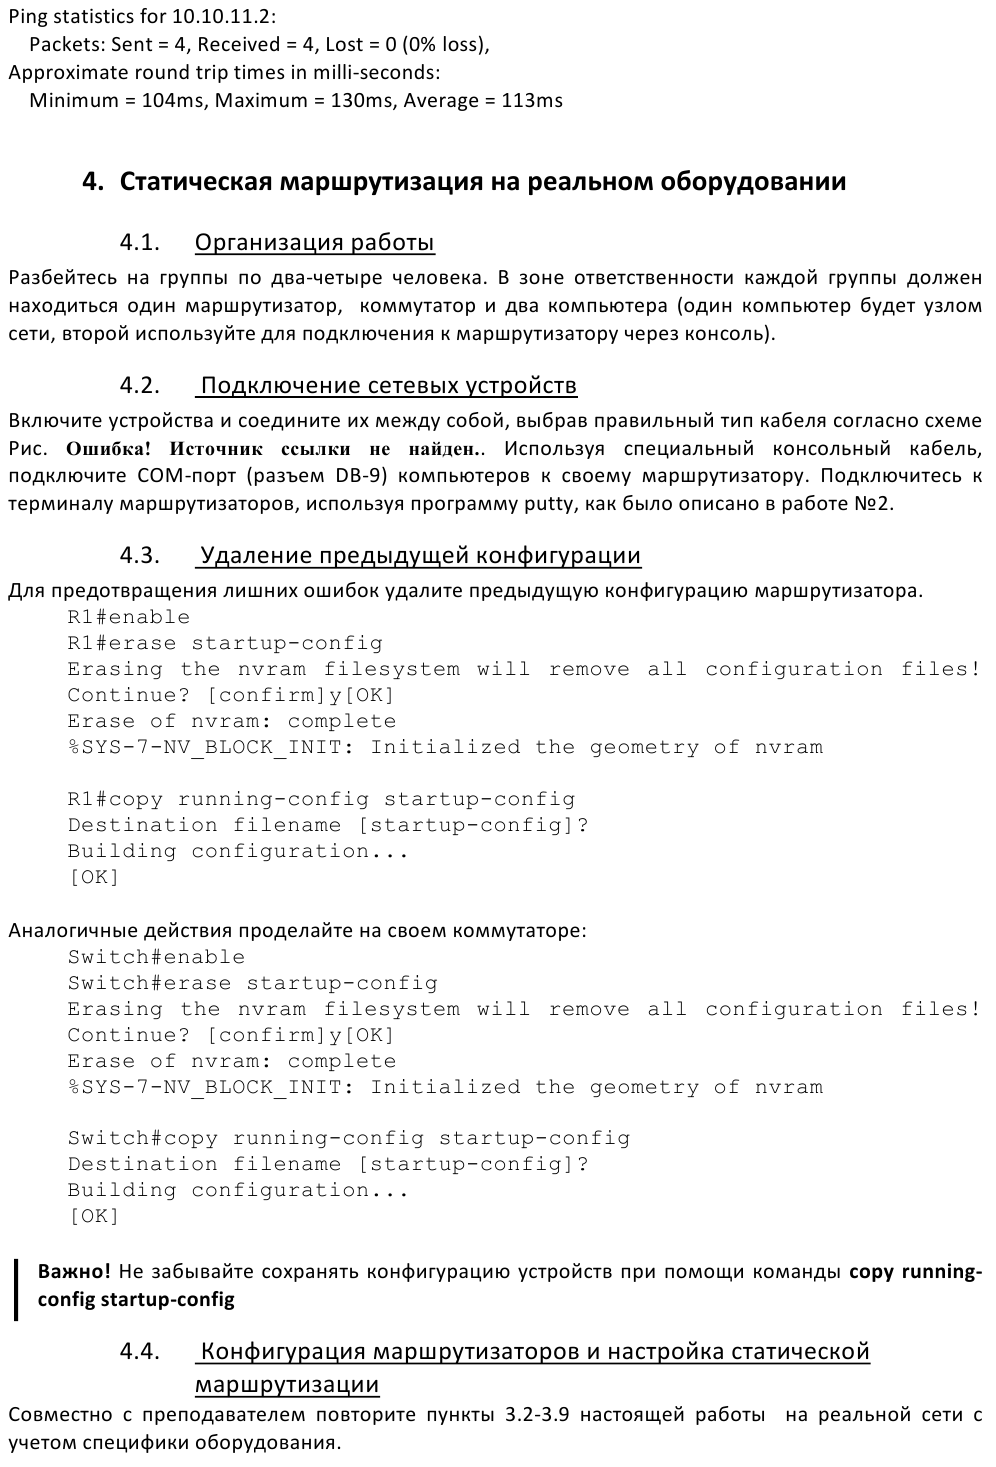 Ping statistics for 10.10.11.2:
Packets: Sent = 4, Received = 4, Lost = 0 (0% loss),
Approximate round trip times in milli-seconds:
Minimum = 104ms, Maximum = 130ms, Average = 113ms
4. Статическая маршрутизация на реальном оборудовании
4.1. Организация работы
Разбейтесь на группы по два-четыре человека. В зоне ответственности каждой группы должен
находиться один маршрутизатор, коммутатор и два компьютера (один компьютер будет узлом
сети, второй используйте для подключения к маршрутизатору через консоль).
4.2. Подключение сетевых устройств
Включите устройства и соедините их между собой, выбрав правильный тип кабеля согласно схеме
Рис. Ошибка! Источник ссылки не найден.. Используя специальный консольный кабель,
подключите COM-порт (разъем DB-9) компьютеров к своему маршрутизатору. Подключитесь к
терминалу маршрутизаторов, используя программу putty, как было описано в работе №2.
4.3. Удаление предыдущей конфигурации
Для предотвращения лишних ошибок удалите предыдущую конфигурацию маршрутизатора.
R1#enable
R1#erase startup-config
Erasing the nvram filesystem will remove all configuration files!
Continue? [confirm]y[OK]
Erase of nvram: complete
%SYS-7-NV_BLOCK_INIT: Initialized the geometry of nvram
R1#copy running-config startup-config
Destination filename [startup-config]?
Building configuration...
[OK]
Аналогичные действия проделайте на своем коммутаторе:
Switch#enable
Switch#erase startup-config
Erasing the nvram filesystem will remove all configuration files!
Continue? [confirm]y[OK]
Erase of nvram: complete
%SYS-7-NV_BLOCK_INIT: Initialized the geometry of nvram
Switch#copy running-config startup-config
Destination filename [startup-config]?
Building configuration...
[OK]
Важно! Не забывайте сохранять конфигурацию устройств при помощи команды copy running-
config startup-config
4.4. Конфигурация маршрутизаторов и настройка статической
маршрутизации
Совместно с преподавателем повторите пункты 3.2-3.9 настоящей работы на реальной сети с
учетом специфики оборудования.